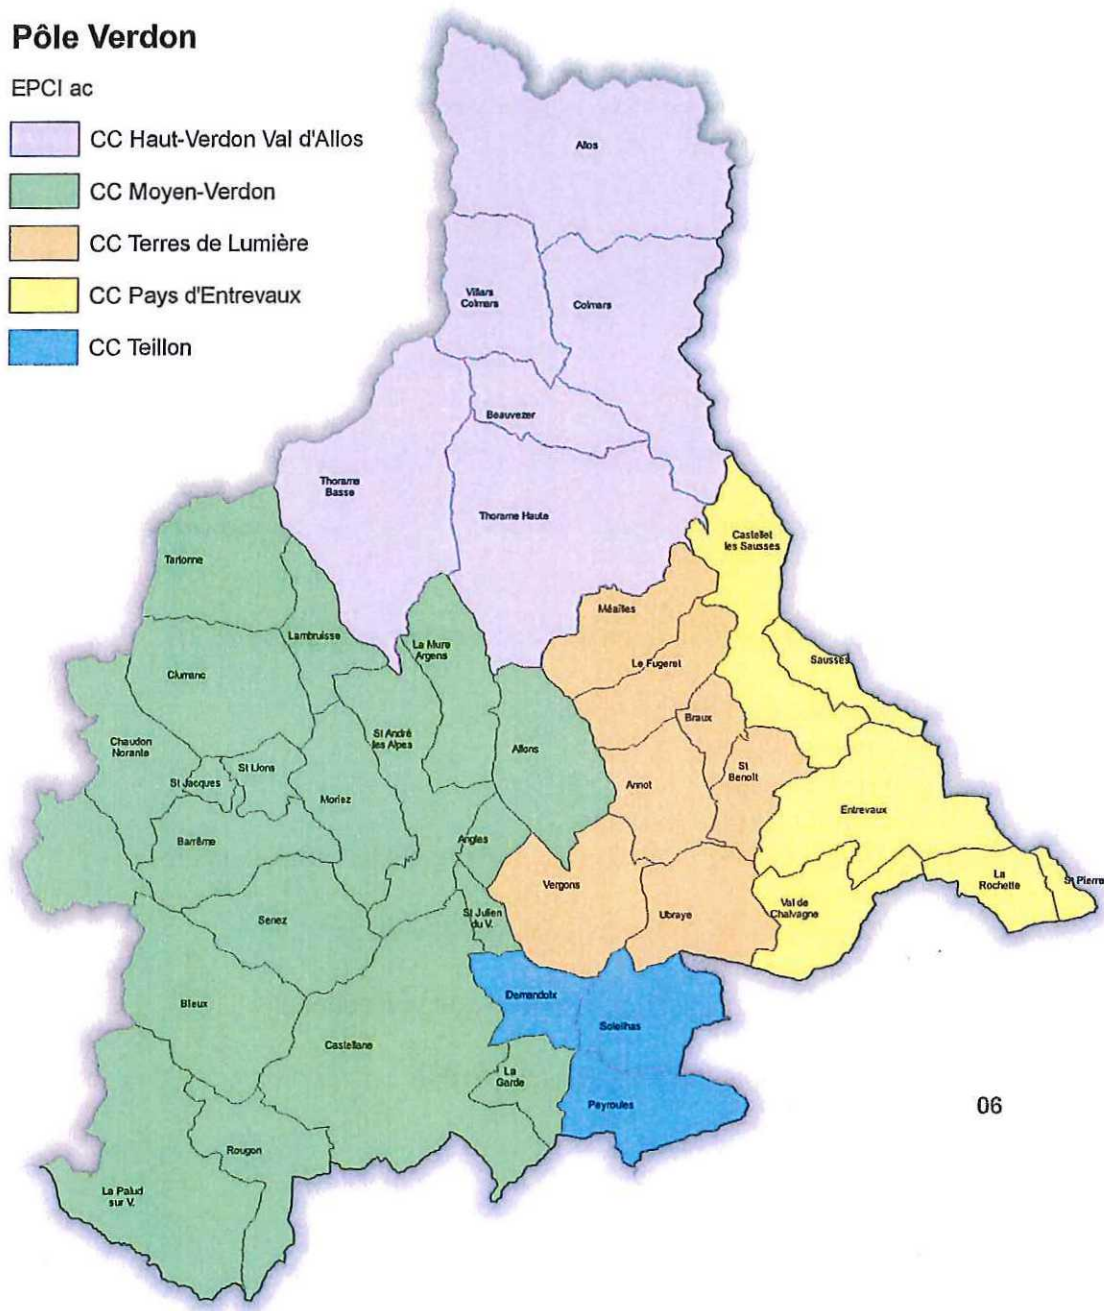 Pôle Verdon
EPCI ac
CC Haut-Verdon Val d'Allos
CC Moyen-Verdon
CC Terres de Lumière
CC Pays d'Entrevaux
CC Teillon
Allos
Villars
Colmars
Colmars
Beauvezer
Thorame
Basse
Thorame Haute
Castellet
les Sausses
Tartonne
Méailles
Lambruisse
La Mure
Argens
Le Fugeret
Sausses
Clumanc
Braux
Chaudon
Norante
St André
les Alpes
Allons
St Jacques
St Lions
St
Benoît
Moriez
Annot
Entrevaux
Barrême
Angles
Vergons
La
Rochette
St Pierre
Senez
St Julien
du V.
Ubraye
Val de
Chalvagne
Blieux
Demandolx
Soleilhas
Castellane
La
Garde
Peyroules
06
Rougon
La Palud
sur V.